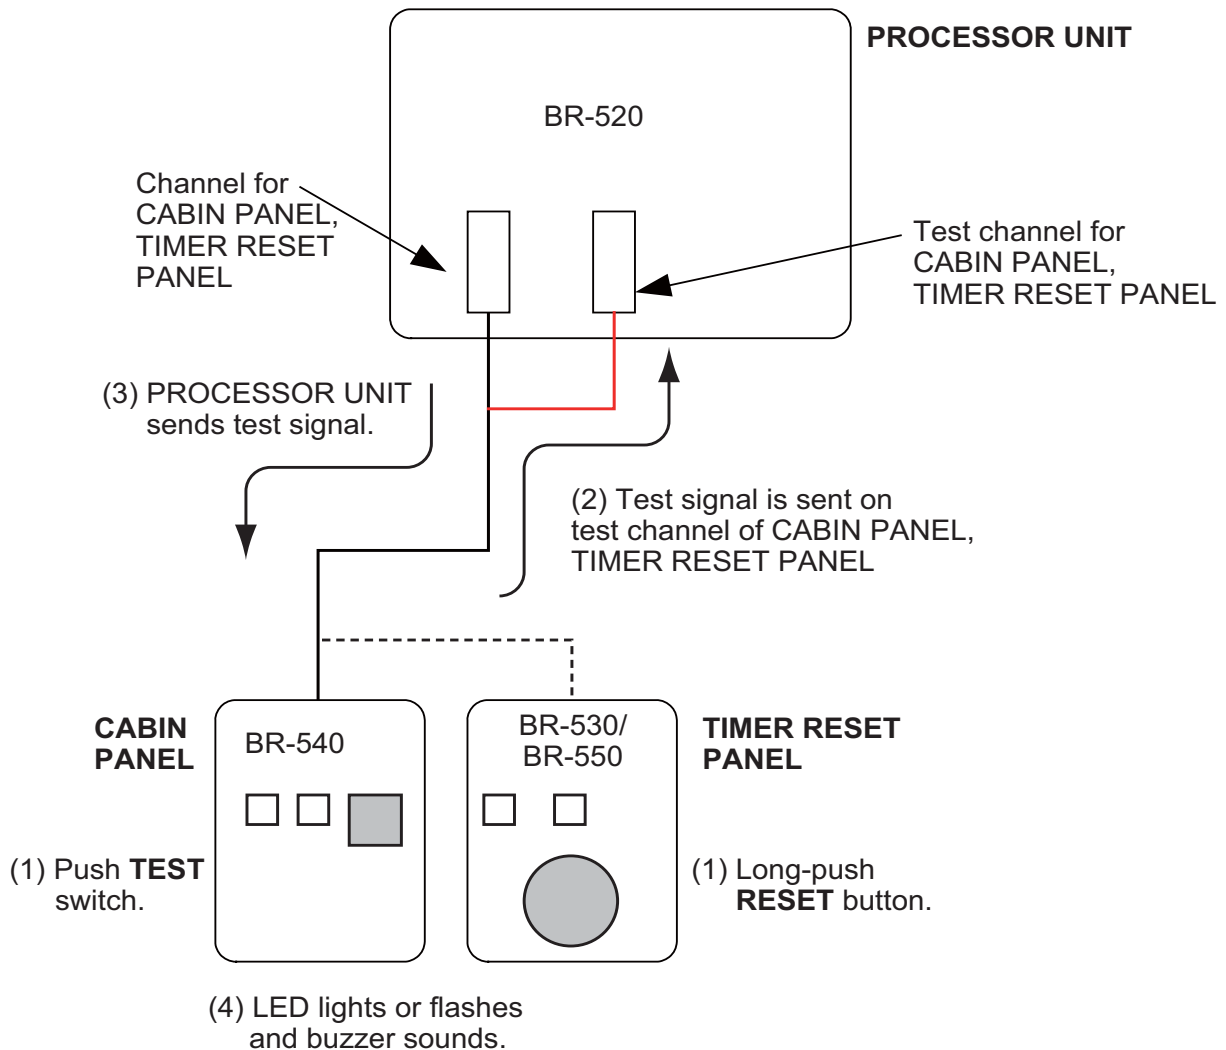 PROCESSOR UNIT
BR-520
Channel for
CABIN PANEL,
TIMER RESET
PANEL
Test channel for
CABIN PANEL,
TIMER RESET PANEL
(3) PROCESSOR UNIT
sends test signal.
(2) Test signal is sent on
test channel of CABIN PANEL,
TIMER RESET PANEL
CABIN
PANEL
BR-540
BR-530/
BR-550
TIMER RESET
PANEL
(1) Push TEST
switch.
(1) Long-push
RESET button.
(4) LED lights or flashes
and buzzer sounds.